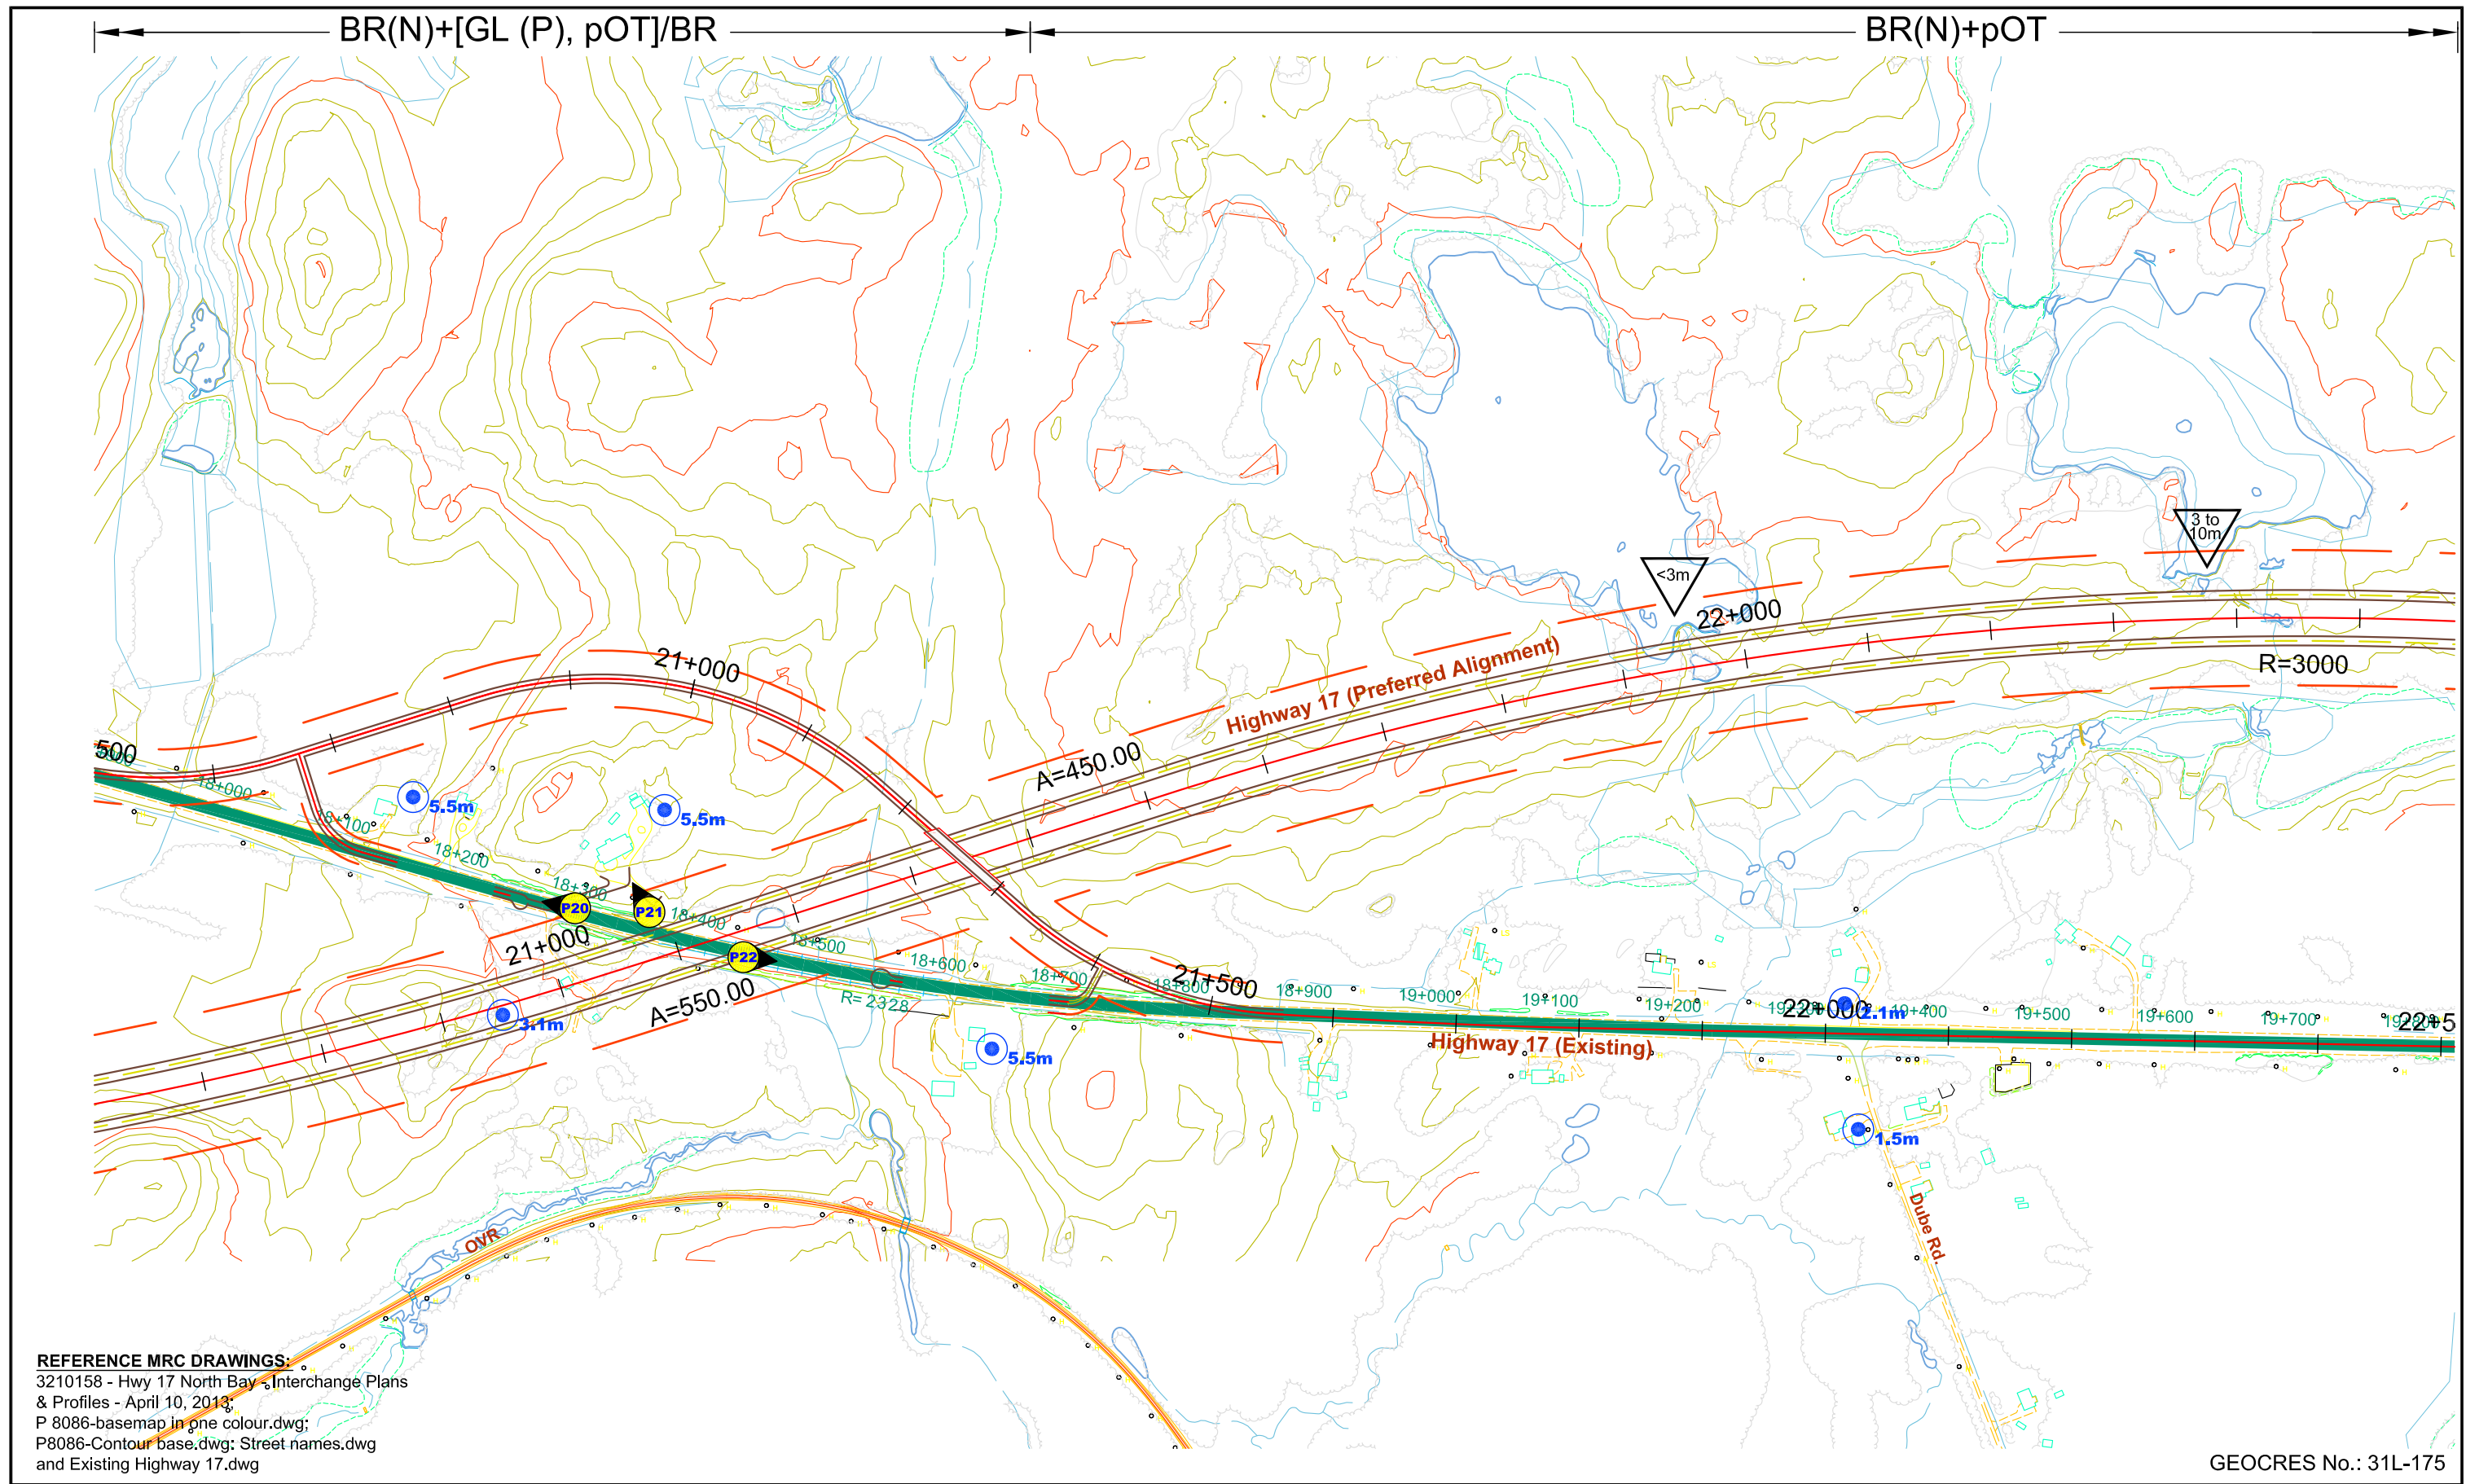 BR(N)+[GL (P), pOT]/BR
BR(N)+pOT
3 to
10m
<3m
22+000
R=3000
Highway 17 (Preferred Alignment)
21+000
A=450.00
500
18+000
18+100
18+200
18+300
18+400
18+500
18+600
18+700
18+800
18+900
19+000
19+100
19+200
19+400
19+500
19+600
19+700
5.5m
5.5m
P20
P21
P22
21+000
A=550.00
R= 2328
21+500
22+000
22+5
3.1m
5.5m
2.1m
1.5m
Highway 17 (Existing)
Dube Rd.
OVR
REFERENCE MRC DRAWINGS:
3210158 - Hwy 17 North Bay - Interchange Plans
& Profiles - April 10, 2013;
P 8086-basemap in one colour.dwg;
P8086-Contour base.dwg; Street names.dwg
and Existing Highway 17.dwg
GEOCRES No.: 31L-175